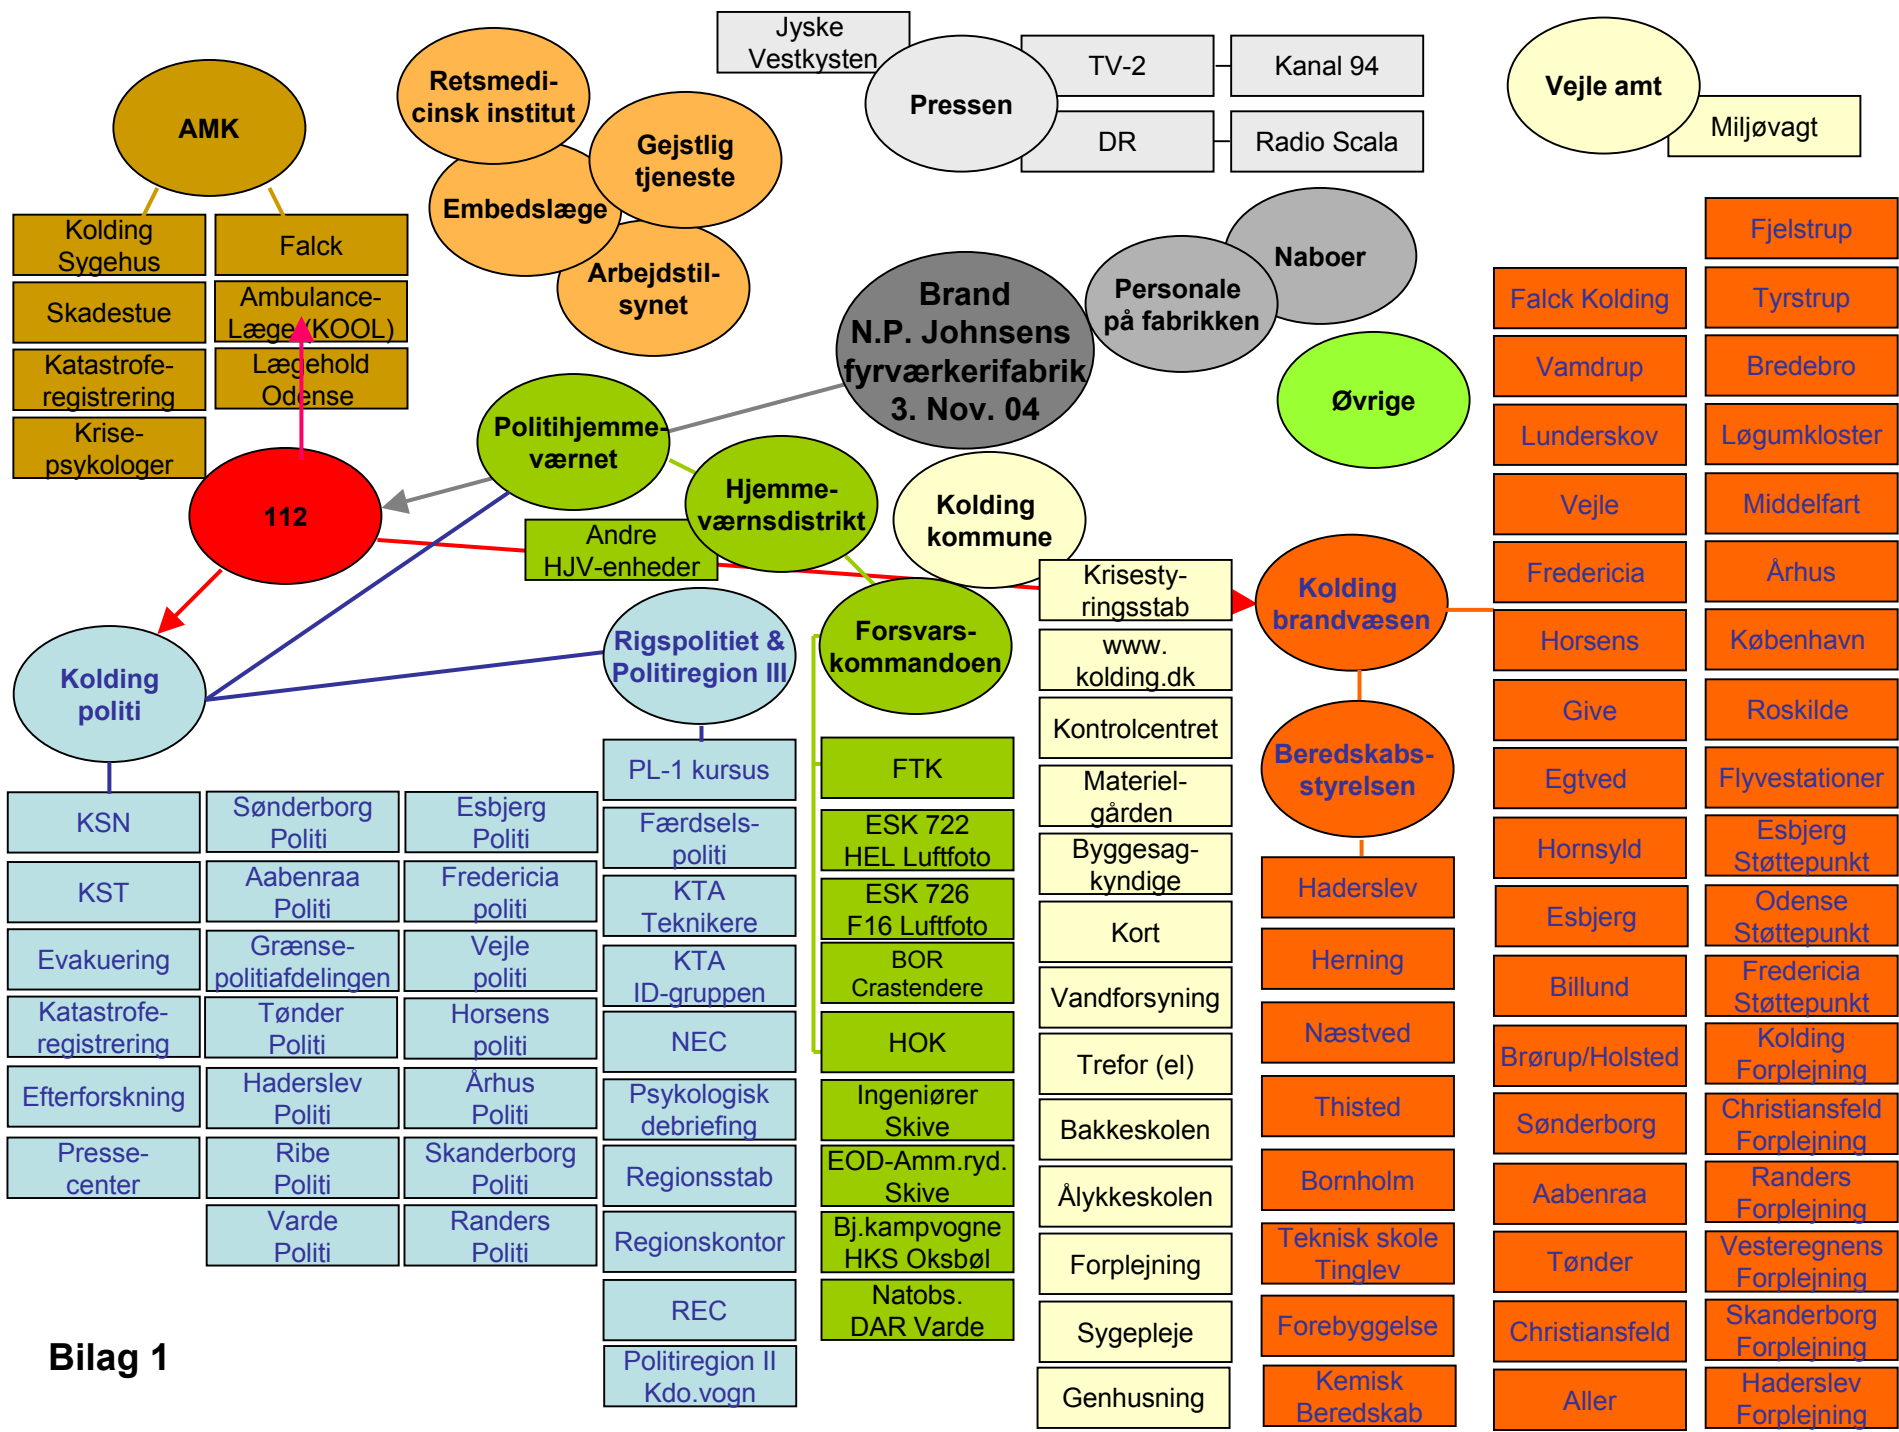 Jyske
Vestkysten
Pressen
TV-2
Kanal 94
DR
Radio Scala
Vejle amt
Miljøvagt
AMK
Kolding
Sygehus
Falck
Skadestue
Ambulance-
Læge (KOOL)
Katastrofe-
registrering
Lægehold
Odense
Krise-
psykologer
Retsmedi-
cinsk institut
Gejstlig
tjeneste
Embedslæge
Arbejdstil-
synet
Brand
N.P. Johnsens
fyrværkerifabrik
3. Nov. 04
Personale
på fabrikken
Naboer
Øvrige
112
Politihjemme-
værnet
Hjemme-
værnsdistrikt
Andre
HJV-enheder
Kolding
kommune
Kolding
politi
KSN
KST
Evakuering
Katastrofe-
registrering
Efterforskning
Presse-
center
Sønderborg
Politi
Aabenraa
Politi
Grænse-
politiafdelingen
Tønder
Politi
Haderslev
Politi
Ribe
Politi
Varde
Politi
Esbjerg
Politi
Fredericia
politi
Vejle
politi
Horsens
politi
Århus
Politi
Skanderborg
Politi
Randers
Politi
Rigspolitiet &
Politiregion III
PL-1 kursus
Færdsels-
politi
KTA
Teknikere
KTA
ID-gruppen
NEC
Psykologisk
debriefing
Regionsstab
Regionskontor
REC
Politiregion II
Kdo.vogn
Forsvars-
kommandoen
FTK
ESK 722
HEL Luftfoto
ESK 726
F16 Luftfoto
BOR
Crastendere
HOK
Ingeniører
Skive
EOD-Amm.ryd.
Skive
Bj.kampvogne
HKS Oksbøl
Natobs.
DAR Varde
Krisesty-
ringsstab
www.
kolding.dk
Kontrolcentret
Materiel-
gården
Byggesag-
kyndige
Kort
Vandforsyning
Trefor (el)
Bakkeskolen
Ålykkeskolen
Forplejning
Sygepleje
Genhusning
Kolding
brandvæsen
Beredskabs-
styrelsen
Haderslev
Herning
Næstved
Thisted
Bornholm
Teknisk skole
Tinglev
Forebyggelse
Kemisk
Beredskab
Falck Kolding
Vamdrup
Lunderskov
Vejle
Fredericia
Horsens
Give
Egtved
Hornsyld
Esbjerg
Billund
Brørup/Holsted
Sønderborg
Aabenraa
Tønder
Christiansfeld
Aller
Fjelstrup
Tyrstrup
Bredebro
Løgumkloster
Middelfart
Århus
København
Roskilde
Flyvestationer
Esbjerg
Støttepunkt
Odense
Støttepunkt
Fredericia
Støttepunkt
Kolding
Forplejning
Christiansfeld
Forplejning
Randers
Forplejning
Vesteregnens
Forplejning
Skanderborg
Forplejning
Haderslev
Forplejning
Bilag 1